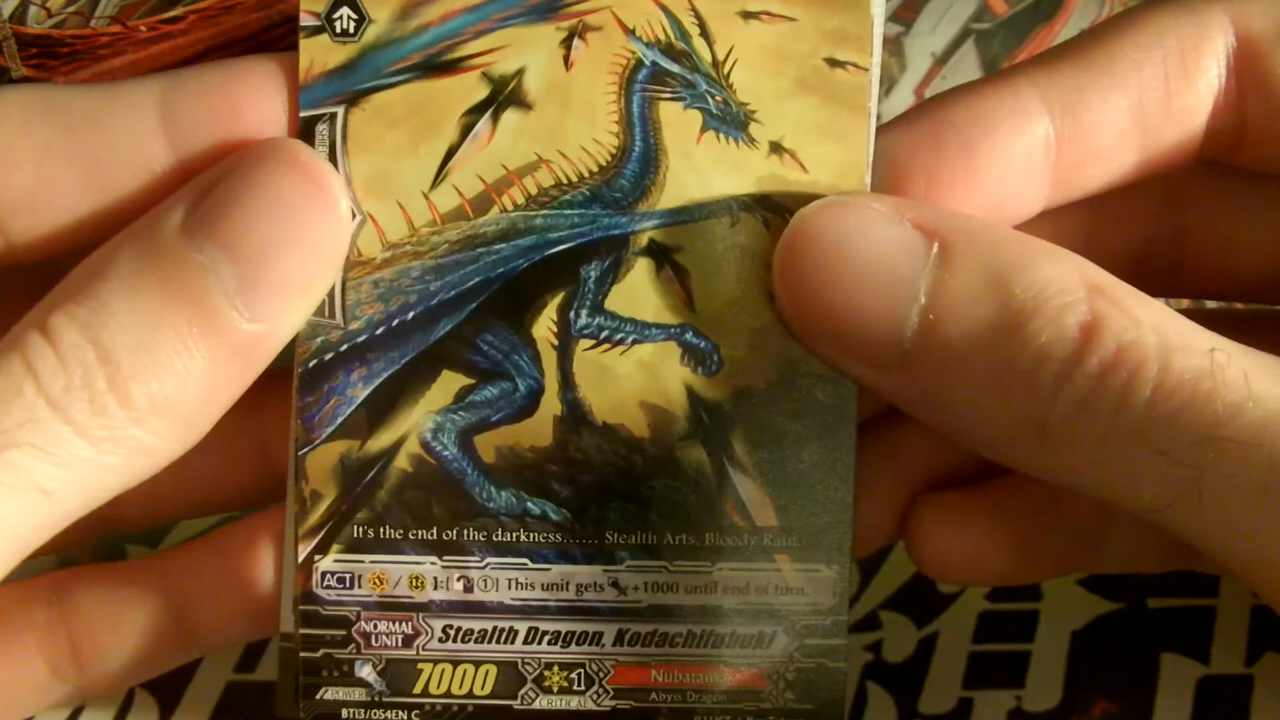 It's the end of the darkness...... Stealth Arts, Bloody Rain.
ACT [ / ]:[ ①] This unit gets +1000 until end of turn.
NORMAL UNIT
Stealth Dragon, Kodachifubuki
POWER 7000 1 CRITICAL
Nubatama
Abyss Dragon
BT13/054EN C